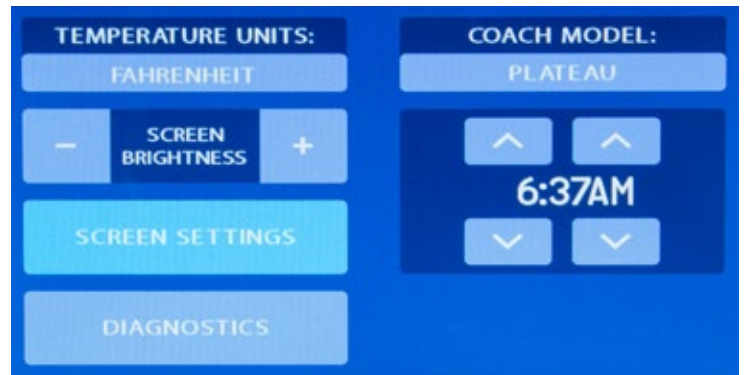 TEMPERATURE UNITS:
FAHRENHEIT
−
SCREEN
BRIGHTNESS
+
SCREEN SETTINGS
DIAGNOSTICS
COACH MODEL:
PLATEAU
6:37AM